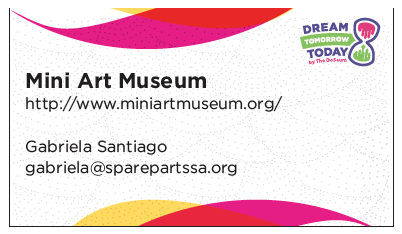 DREAM
TOMORROW
TODAY
by The DoSeum
Mini Art Museum
http://www.miniartmuseum.org/
Gabriela Santiago
gabriela@sparepartssa.org